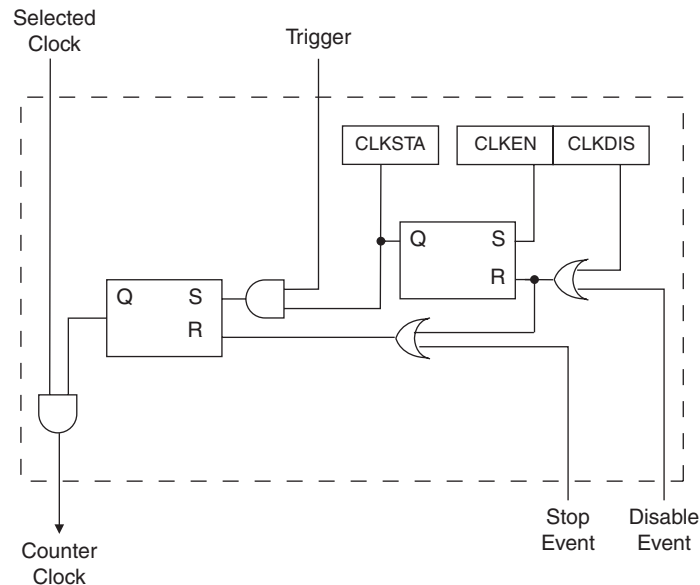 Selected
Clock
Trigger
CLKSTA
CLKEN
CLKDIS
Q
S
R
Q
S
R
Stop
Event
Disable
Event
Counter
Clock